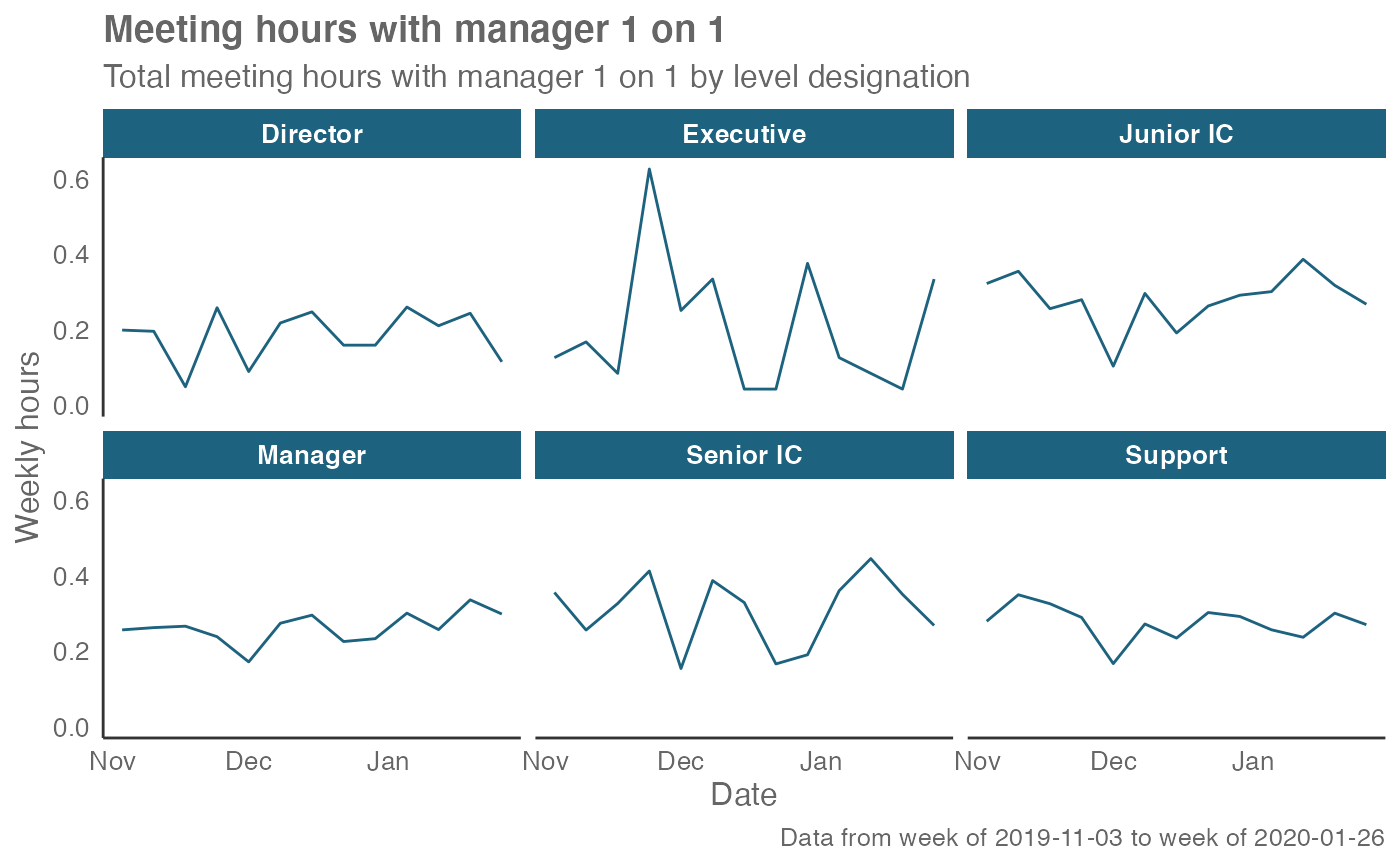 Meeting hours with manager 1 on 1
Total meeting hours with manager 1 on 1 by level designation
Director
Executive
Junior IC
0.6
0.4
0.2
0.0
Weekly hours
Manager
Senior IC
Support
0.6
0.4
0.2
0.0
Nov Dec Jan
Nov Dec Jan
Nov Dec Jan
Date
Data from week of 2019-11-03 to week of 2020-01-26